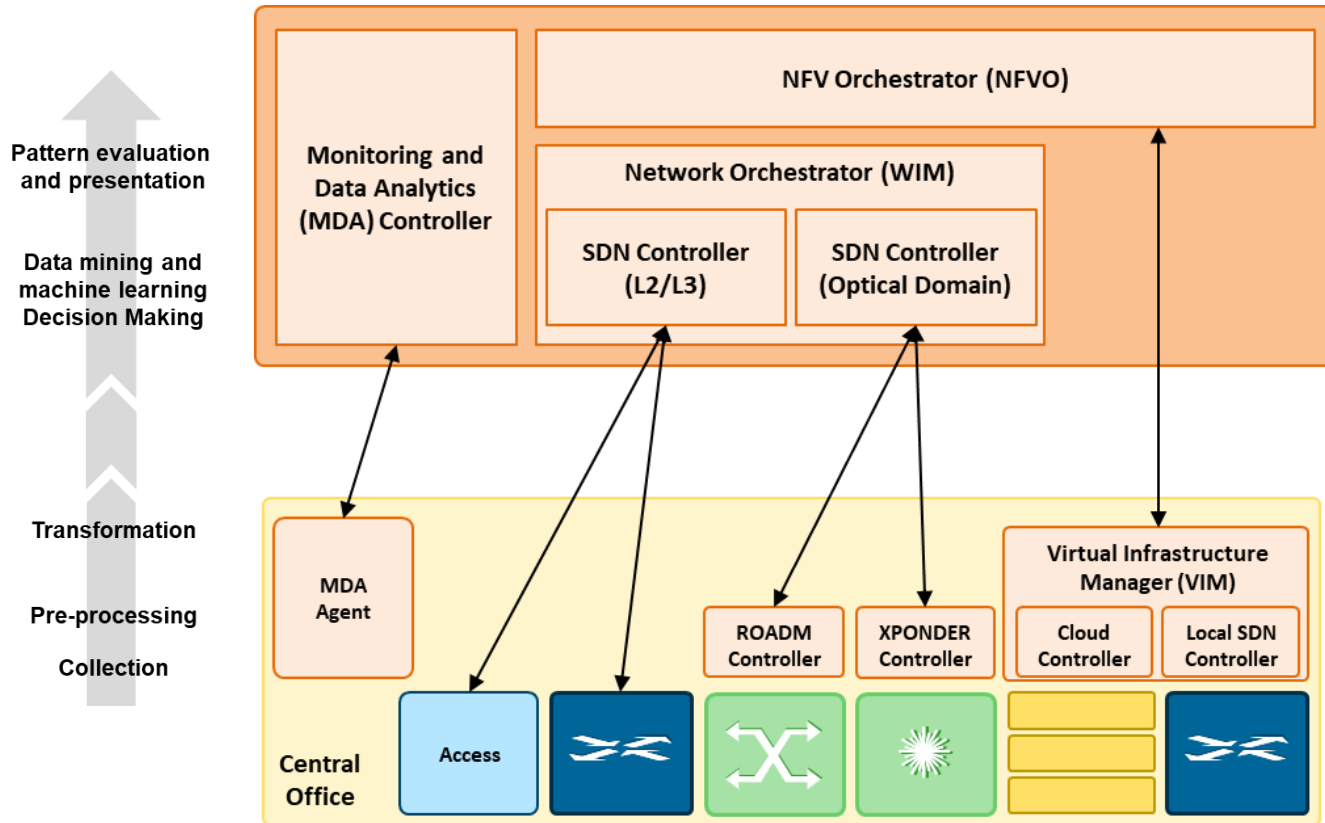 Pattern evaluation
and presentation
Data mining and
machine learning
Decision Making
Transformation
Pre-processing
Collection
Monitoring and
Data Analytics
(MDA) Controller
NFV Orchestrator (NFVO)
Network Orchestrator (WIM)
SDN Controller
(L2/L3)
SDN Controller
(Optical Domain)
MDA
Agent
ROADM
Controller
XPONDER
Controller
Virtual Infrastructure
Manager (VIM)
Cloud
Controller
Local SDN
Controller
Central
Office
Access